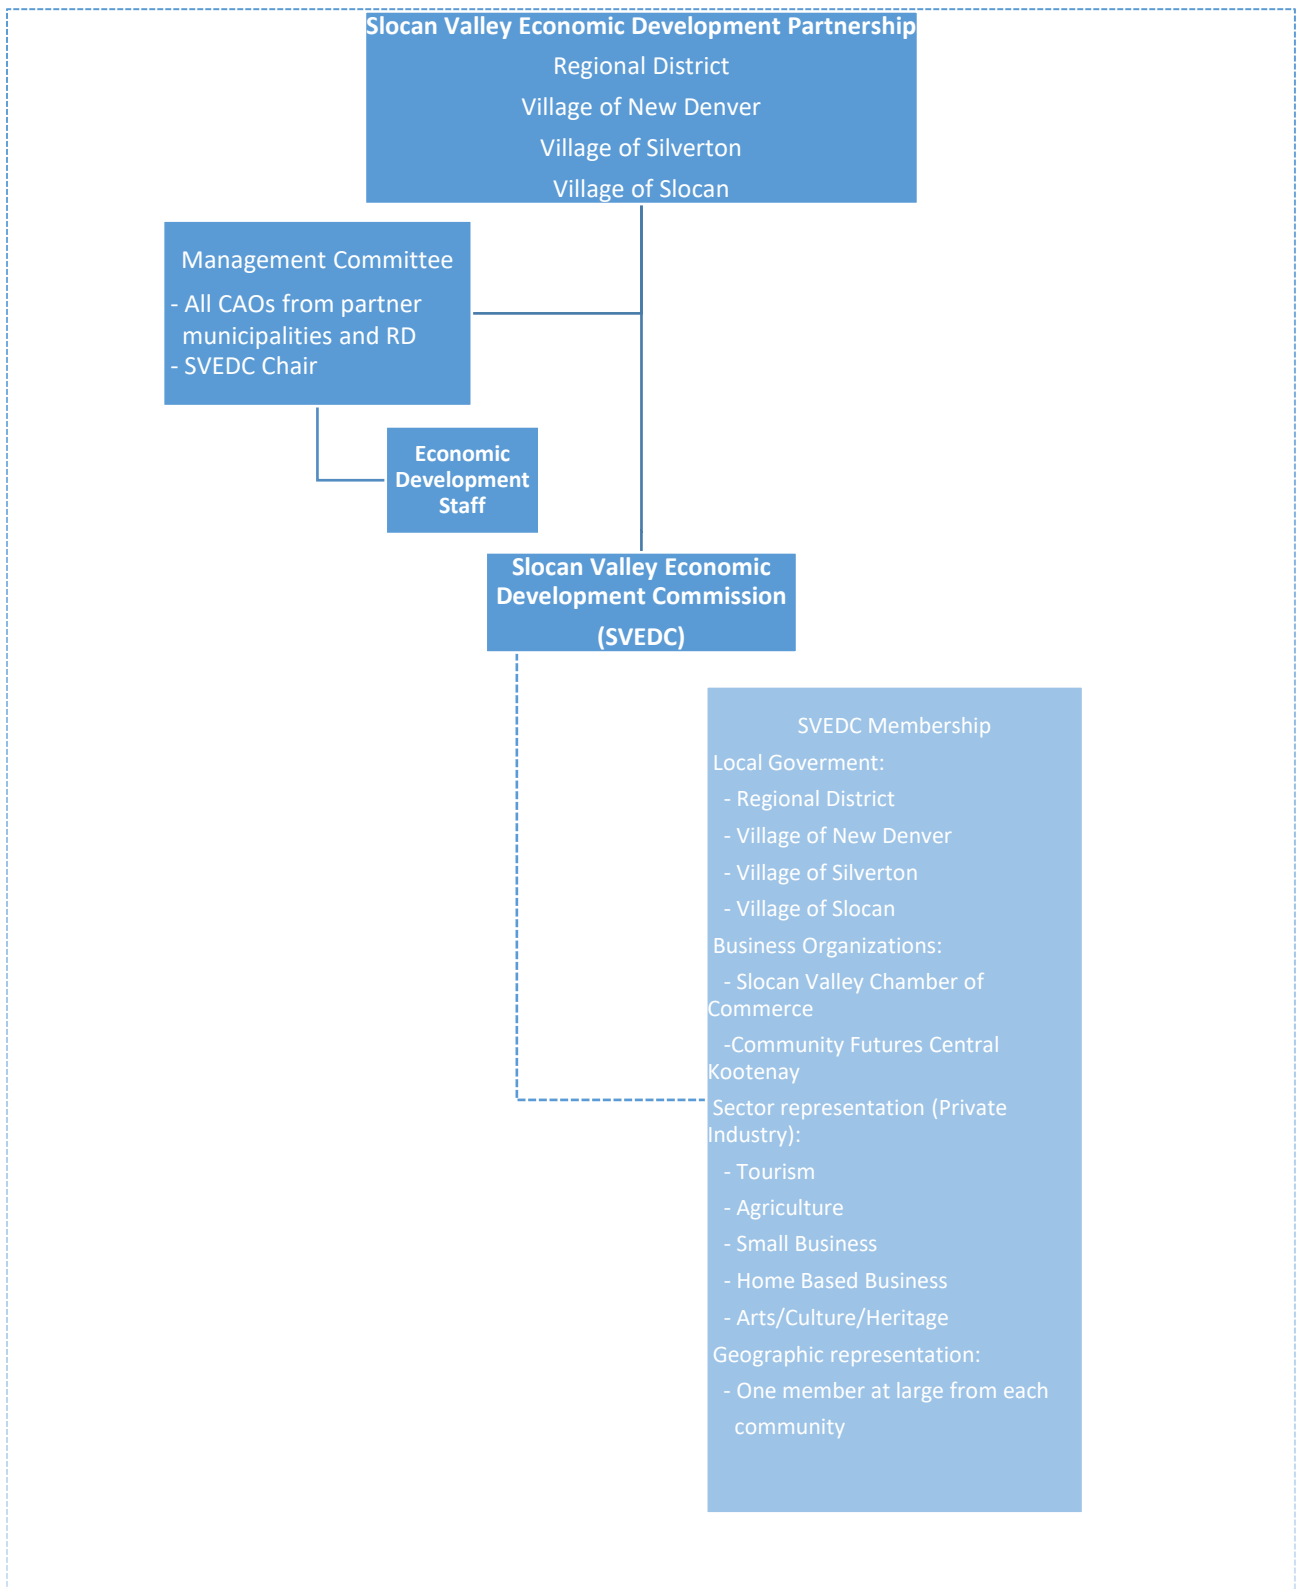 Slocan Valley Economic Development Partnership
Regional District
Village of New Denver
Village of Silverton
Village of Slocan
Management Committee
- All CAOs from partner
municipalities and RD
- SVEDC Chair
Economic
Development
Staff
Slocan Valley Economic
Development Commission
(SVEDC)
SVEDC Membership
Local Goverment:
- Regional District
- Village of New Denver
- Village of Silverton
- Village of Slocan
Business Organizations:
- Slocan Valley Chamber of
Commerce
-Community Futures Central
Kootenay
Sector representation (Private
Industry):
- Tourism
- Agriculture
- Small Business
- Home Based Business
- Arts/Culture/Heritage
Geographic representation:
- One member at large from each
community